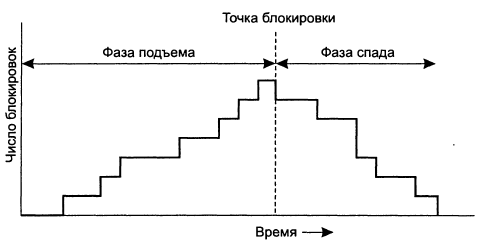 Точка блокировки
Фаза подъема
Фаза спада
Число блокировок
Время